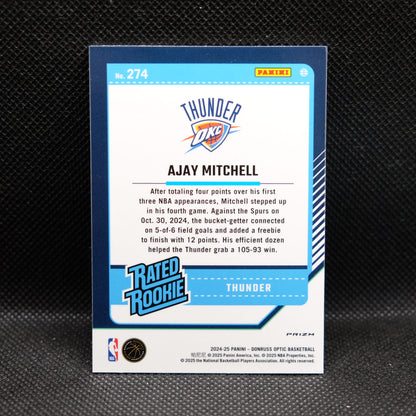 No. 274
PANINI
THUNDER
OKC
AJAY MITCHELL
After totaling four points over his first
three NBA appearances, Mitchell stepped up
in his fourth game. Against the Spurs on
Oct. 30, 2024, the bucket-getter connected
on 5-of-6 field goals and added a freebie
to finish with 12 points. His efficient dozen
helped the Thunder grab a 105-93 win.
RATED
ROOKIE
THUNDER
PRIZM
2024-25 PANINI – DONRUSS OPTIC BASKETBALL
帕尼尼 © 2025 Panini America, Inc. © 2025 NBA Properties, Inc.
© 2025 the National Basketball Players Association. All Rights Reserved.
NBA